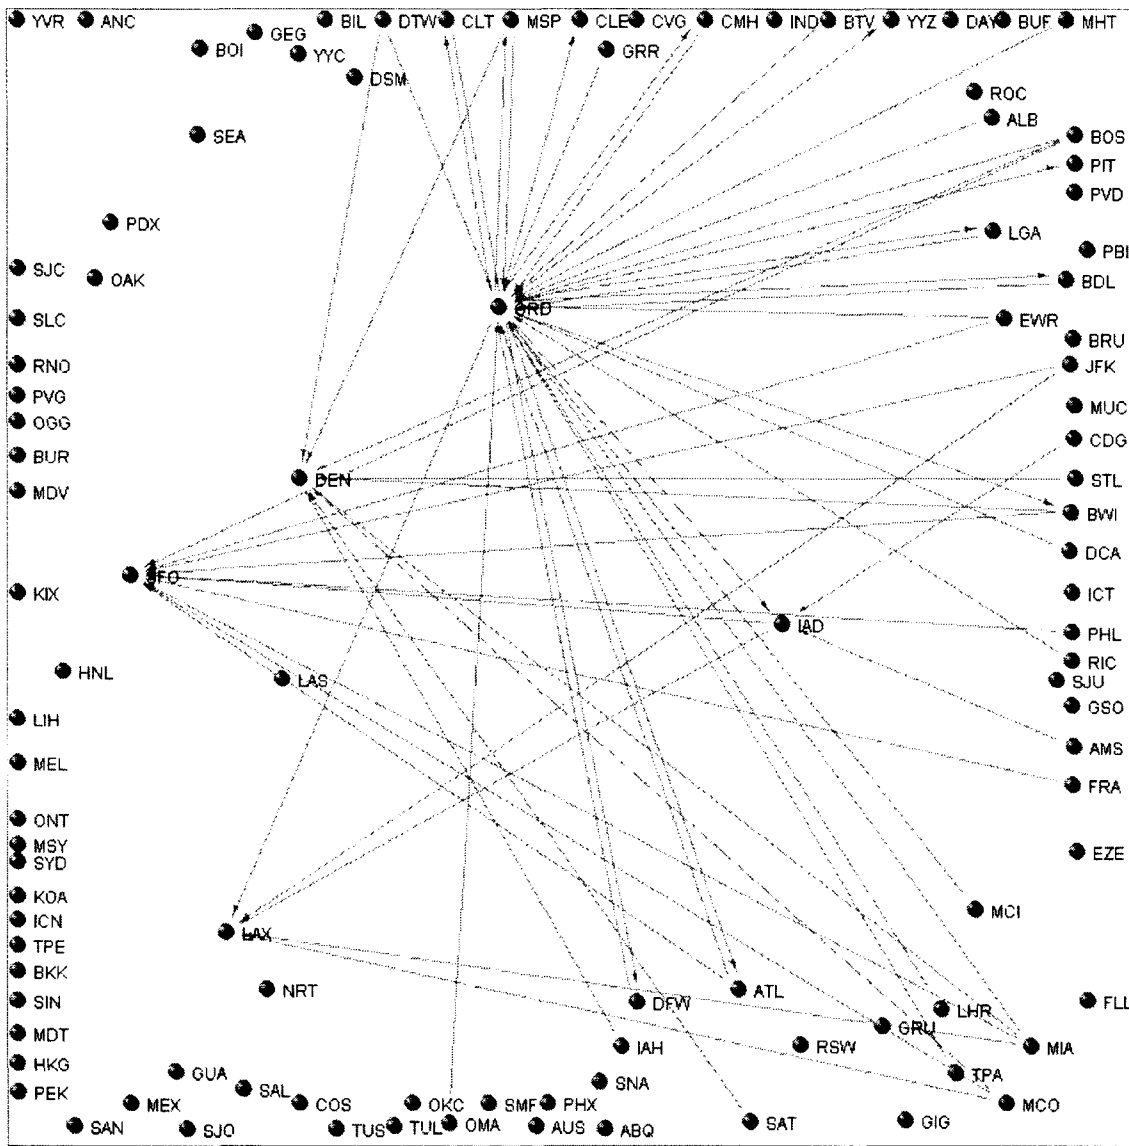 YVR ANC BIL DTW CLT MSP CLE CVG CMH IND BTV YYZ DAY BUF MHT
GEG
BOI YYC GRR
DSM
ROC
ALB
SEA BOS
PIT
PVD
PDX
LGA
PBI
SJC
OAK BDL
ORD
SLC EWR
BRU
RNO JFK
PVG MUC
OGG
CDG
BUR
DEN STL
MDV
BWI
DCA
SFO
KIX ICT
IAD PHL
RIC
HNL LAS SJU
GSO
LIH
AMS
MEL
FRA
ONT
MSY
SYD EZE
KOA
MCI
ICN
LAX
TPE
BKK
NRT ATL
SIN DFW LHR FLL
GRU
MDT
IAH RSW MIA
HKG
GUA TPA
SNA
PEK SAL
MEX COS OKC SMF PHX MCO
SAN SJO TUS TUL OMA AUS ABQ SAT GIG